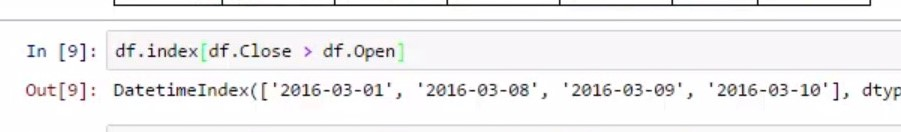 In [9]: df.index[df.Close > df.Open]
Out[9]: DatetimeIndex(['2016-03-01', '2016-03-08', '2016-03-09', '2016-03-10'], dtyp